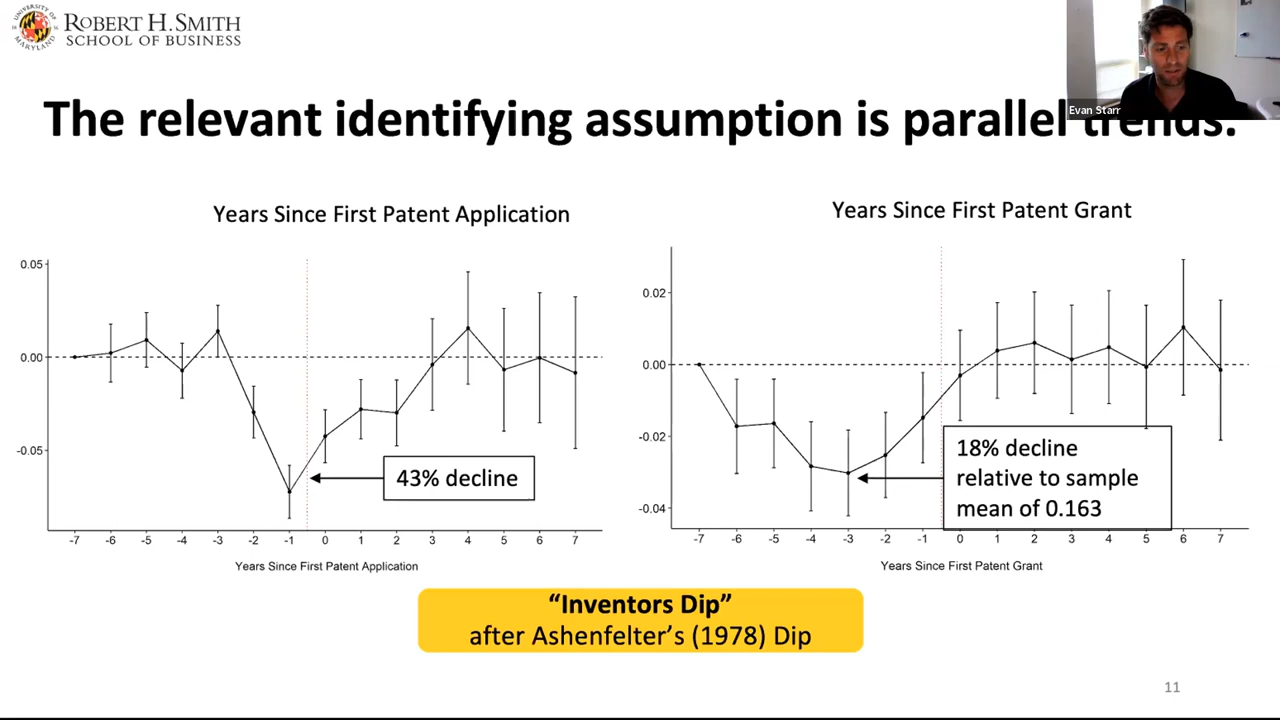 UNIVERSITY OF
MARYLAND
ROBERT H. SMITH
SCHOOL OF BUSINESS
Evan Starr
The relevant identifying assumption is parallel trends.
Years Since First Patent Application
0.05
0.00
-0.05
-7 -6 -5 -4 -3 -2 -1 0 1 2 3 4 5 6 7
Years Since First Patent Application
43% decline
Years Since First Patent Grant
0.02
0.00
-0.02
-0.04
-7 -6 -5 -4 -3 -2 -1 0 1 2 3 4 5 6 7
Years Since First Patent Grant
18% decline
relative to sample
mean of 0.163
“Inventors Dip”
after Ashenfelter’s (1978) Dip
11